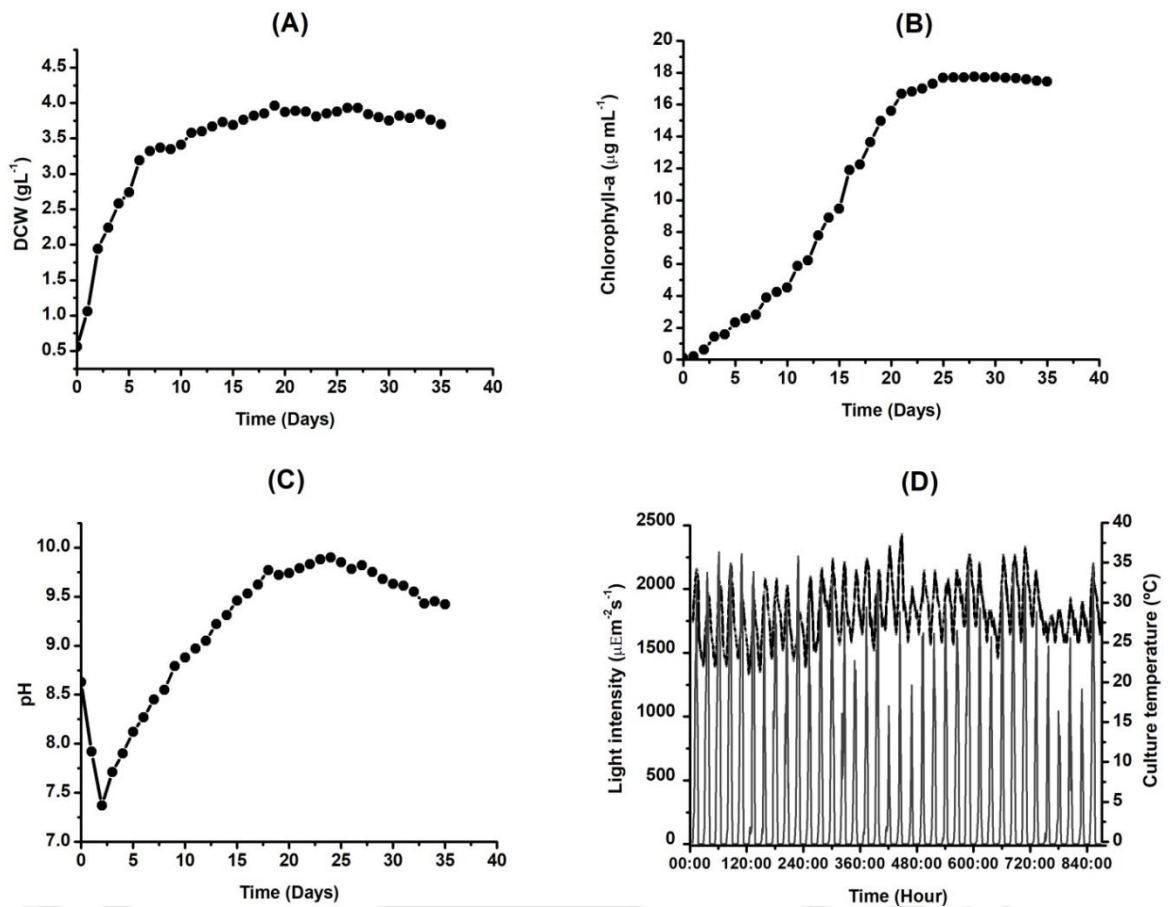 (A)
4.5
4.0
3.5
3.0
2.5
2.0
1.5
1.0
0.5
DCW (gL-1)
0 5 10 15 20 25 30 35 40
Time (Days)
(B)
20
18
16
14
12
10
8
6
4
2
0
Chlorophyll-a (µg mL-1)
0 5 10 15 20 25 30 35 40
Time (Days)
(C)
10.0
9.5
9.0
8.5
8.0
7.5
7.0
pH
0 5 10 15 20 25 30 35 40
Time (Days)
(D)
2500
2000
1500
1000
500
0
Light intensity (µEm-2s-1)
40
35
30
25
20
15
10
5
0
Culture temperature (ºC)
00:00 120:00 240:00 360:00 480:00 600:00 720:00 840:00
Time (Hour)